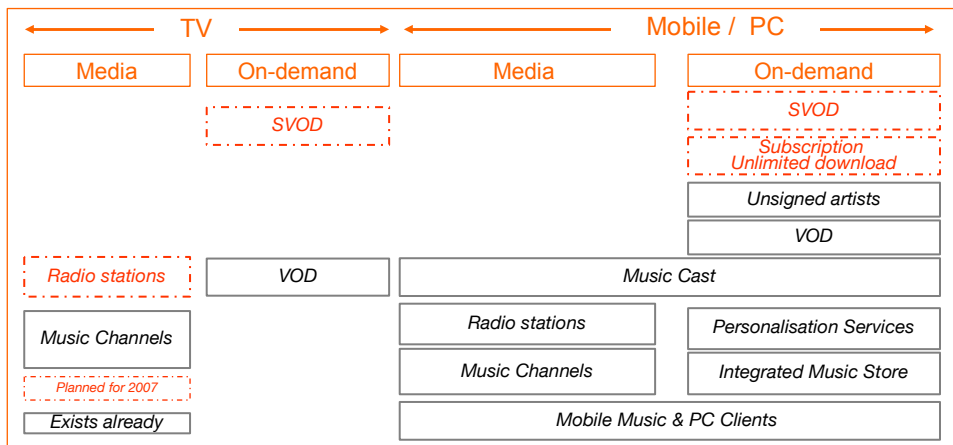 TV
Mobile / PC
Media
On-demand
Media
On-demand
SVOD
SVOD
Subscription
Unlimited download
Unsigned artists
VOD
Radio stations
VOD
Music Cast
Music Channels
Radio stations
Personalisation Services
Music Channels
Integrated Music Store
Planned for 2007
Exists already
Mobile Music & PC Clients